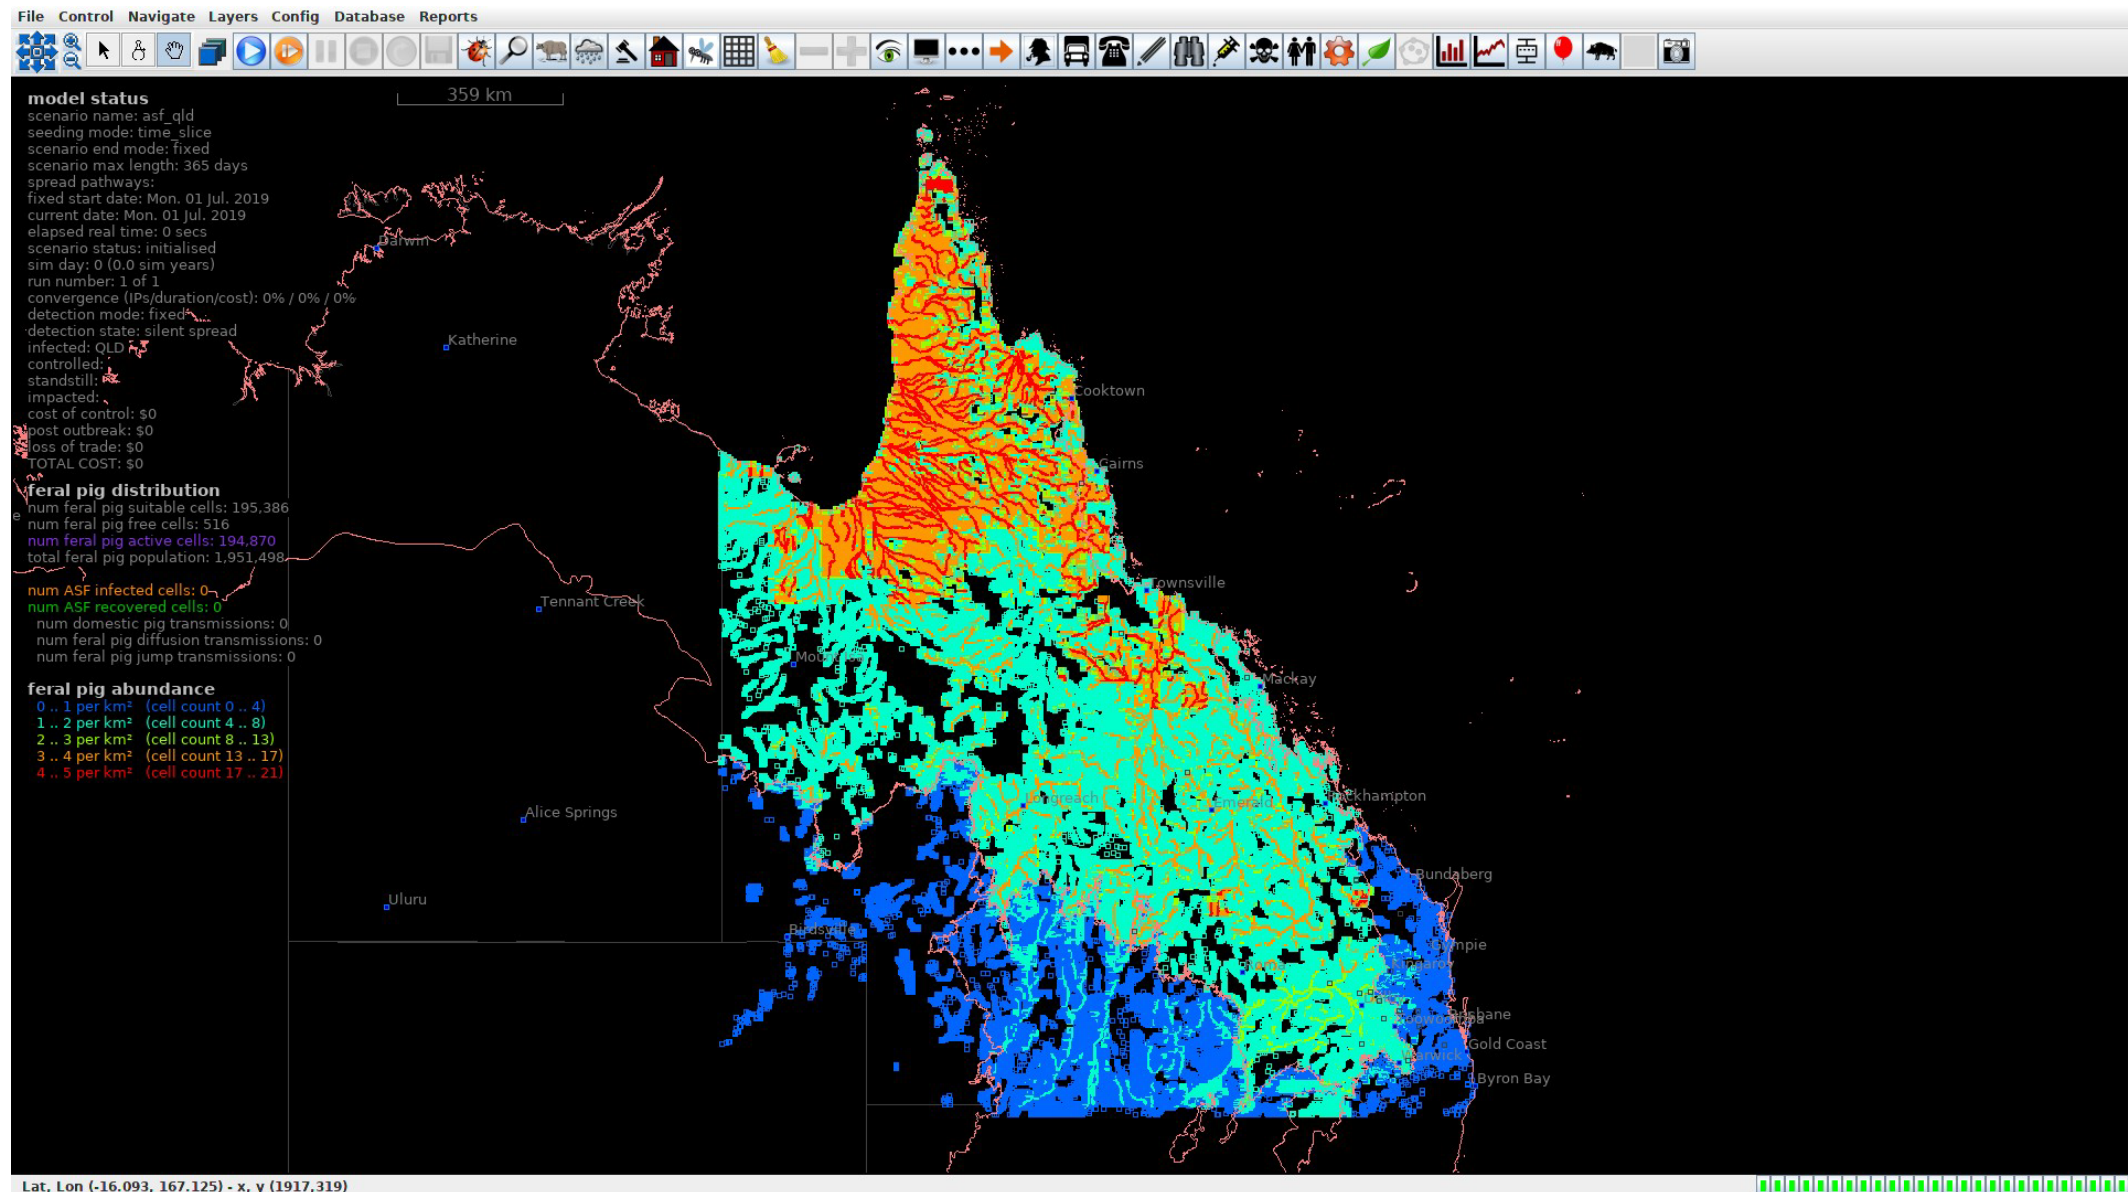 File Control Navigate Layers Config Database Reports
359 km
model status
scenario name: asf_qld
seeding mode: time_slice
scenario end mode: fixed
scenario max length: 365 days
spread pathways:
fixed start date: Mon. 01 Jul. 2019
current date: Mon. 01 Jul. 2019
elapsed real time: 0 secs
scenario status: initialised
sim day: 0 (0.0 sim years)
run number: 1 of 1
convergence (IPs/duration/cost): 0% / 0% / 0%
detection mode: fixed
detection state: silent spread
infected: QLD
controlled:
standstill:
impacted:
cost of control: $0
post outbreak: $0
loss of trade: $0
TOTAL COST: $0
feral pig distribution
num feral pig suitable cells: 195,386
num feral pig free cells: 516
num feral pig active cells: 194,870
total feral pig population: 1,951,498
num ASF infected cells: 0
num ASF recovered cells: 0
num domestic pig transmissions: 0
num feral pig diffusion transmissions: 0
num feral pig jump transmissions: 0
feral pig abundance
0 .. 1 per km² (cell count 0 .. 4)
1 .. 2 per km² (cell count 4 .. 8)
2 .. 3 per km² (cell count 8 .. 13)
3 .. 4 per km² (cell count 13 .. 17)
4 .. 5 per km² (cell count 17 .. 21)
Darwin
Katherine
Cooktown
Cairns
Townsville
Tennant Creek
Mackay
Longreach
Emerald
Rockhampton
Alice Springs
Bundaberg
Uluru
Birdsville
Gympie
Kingaroy
Brisbane
Gold Coast
Warwick
Byron Bay
Lat, Lon (-16.093, 167.125) - x, y (1917,319)